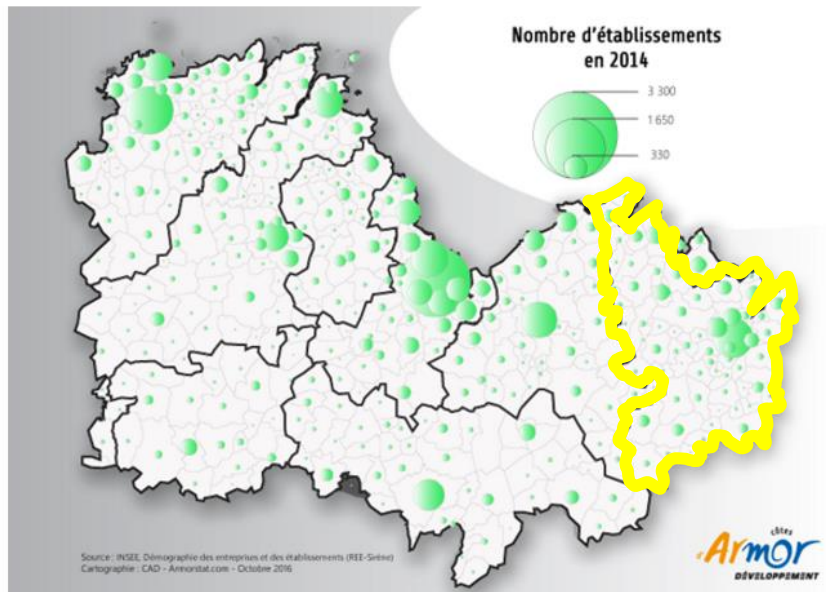 Nombre d'établissements
en 2014
3 300
1 650
330
Source : INSEE, Démographie des entreprises et des établissements (REE-Sirène)
Cartographie : CAD - Armorstat.com - Octobre 2016
côtes
d'Armor
DÉVELOPPEMENT